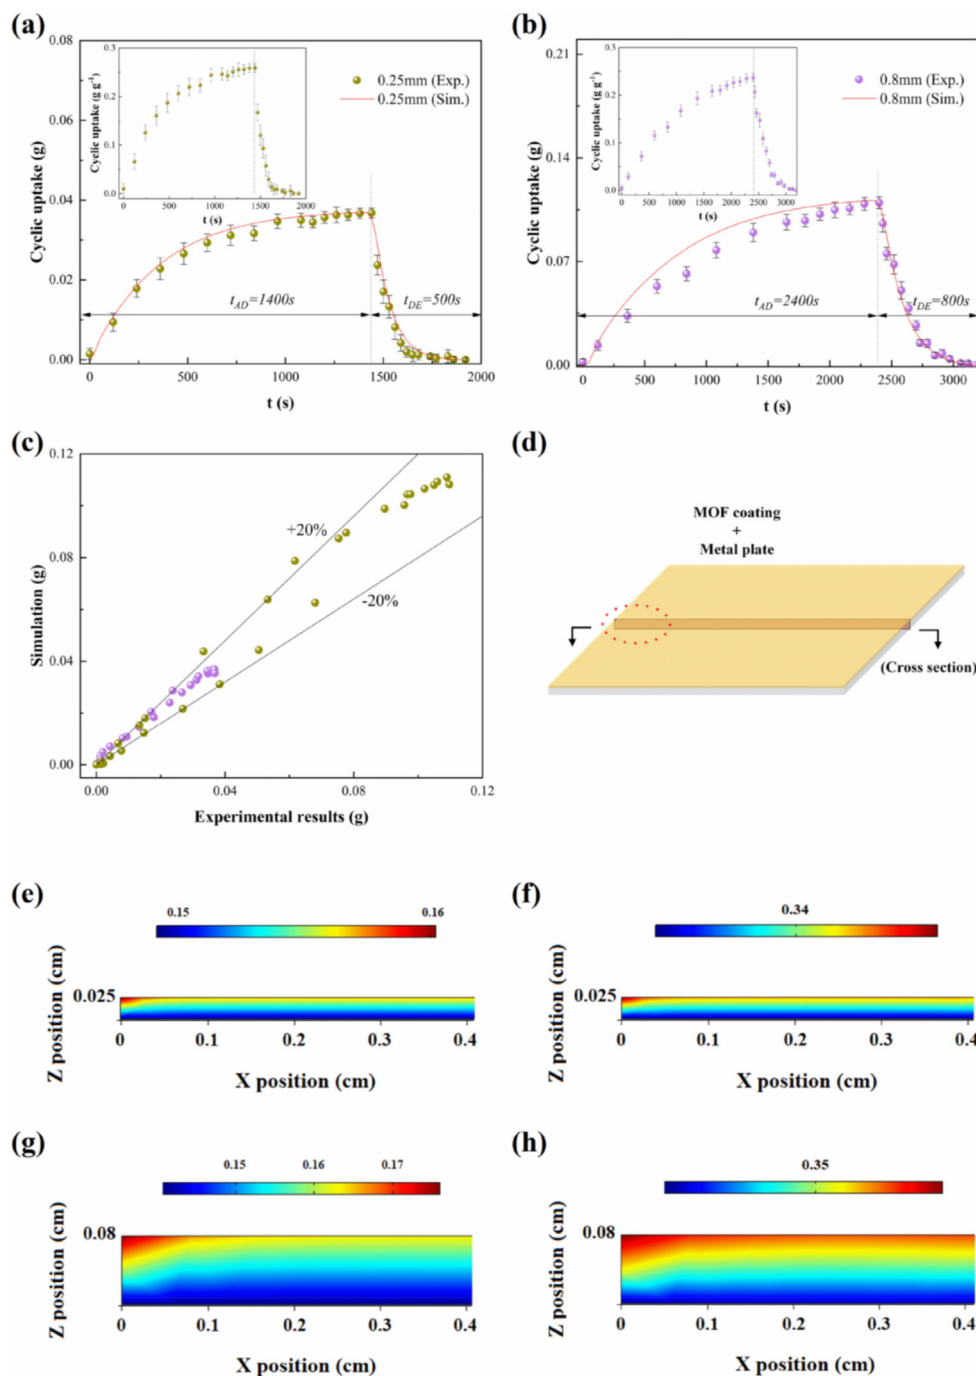 (a)
0.08
0.06
0.04
0.02
0.00
Cyclic uptake (g)
0.3
0.2
0.1
0.0
Cyclic uptake (g g⁻¹)
0 500 1000 1500 2000
t (s)
0.25mm (Exp.)
0.25mm (Sim.)
t_AD=1400s
t_DE=500s
0 500 1000 1500 2000
t (s)
(b)
0.21
0.14
0.07
0.00
Cyclic uptake (g)
0.3
0.2
0.1
0.0
Cyclic uptake (g g⁻¹)
0 500 1000 1500 2000 2500 3000
t (s)
0.8mm (Exp.)
0.8mm (Sim.)
t_AD=2400s
t_DE=800s
0 500 1000 1500 2000 2500 3000
t (s)
(c)
0.12
0.08
0.04
0.00
Simulation (g)
+20%
-20%
0.00 0.04 0.08 0.12
Experimental results (g)
(d)
MOF coating
+
Metal plate
(Cross section)
(e)
0.15 0.16
Z position (cm)
0.025
0 0.1 0.2 0.3 0.4
X position (cm)
(f)
0.34
Z position (cm)
0.025
0 0.1 0.2 0.3 0.4
X position (cm)
(g)
0.15 0.16 0.17
Z position (cm)
0.08
0 0.1 0.2 0.3 0.4
X position (cm)
(h)
0.35
Z position (cm)
0.08
0 0.1 0.2 0.3 0.4
X position (cm)